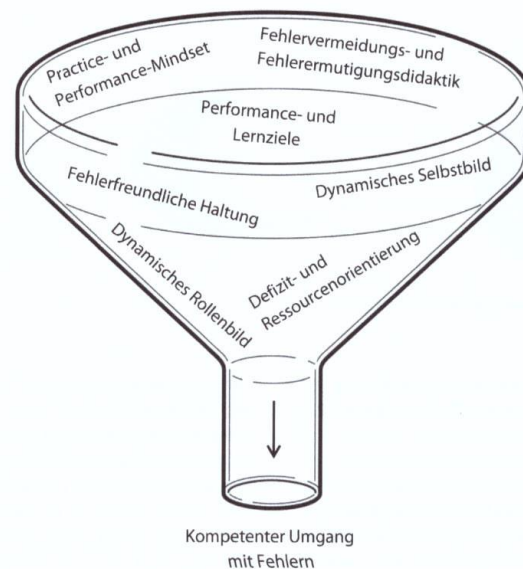 Practice- und
Performance-Mindset
Fehlervermeidungs- und
Fehlerermutigungsdidaktik
Performance- und
Lernziele
Fehlerfreundliche Haltung
Dynamisches Selbstbild
Dynamisches Rollenbild
Defizit- und
Ressourcenorientierung
Kompetenter Umgang
mit Fehlern